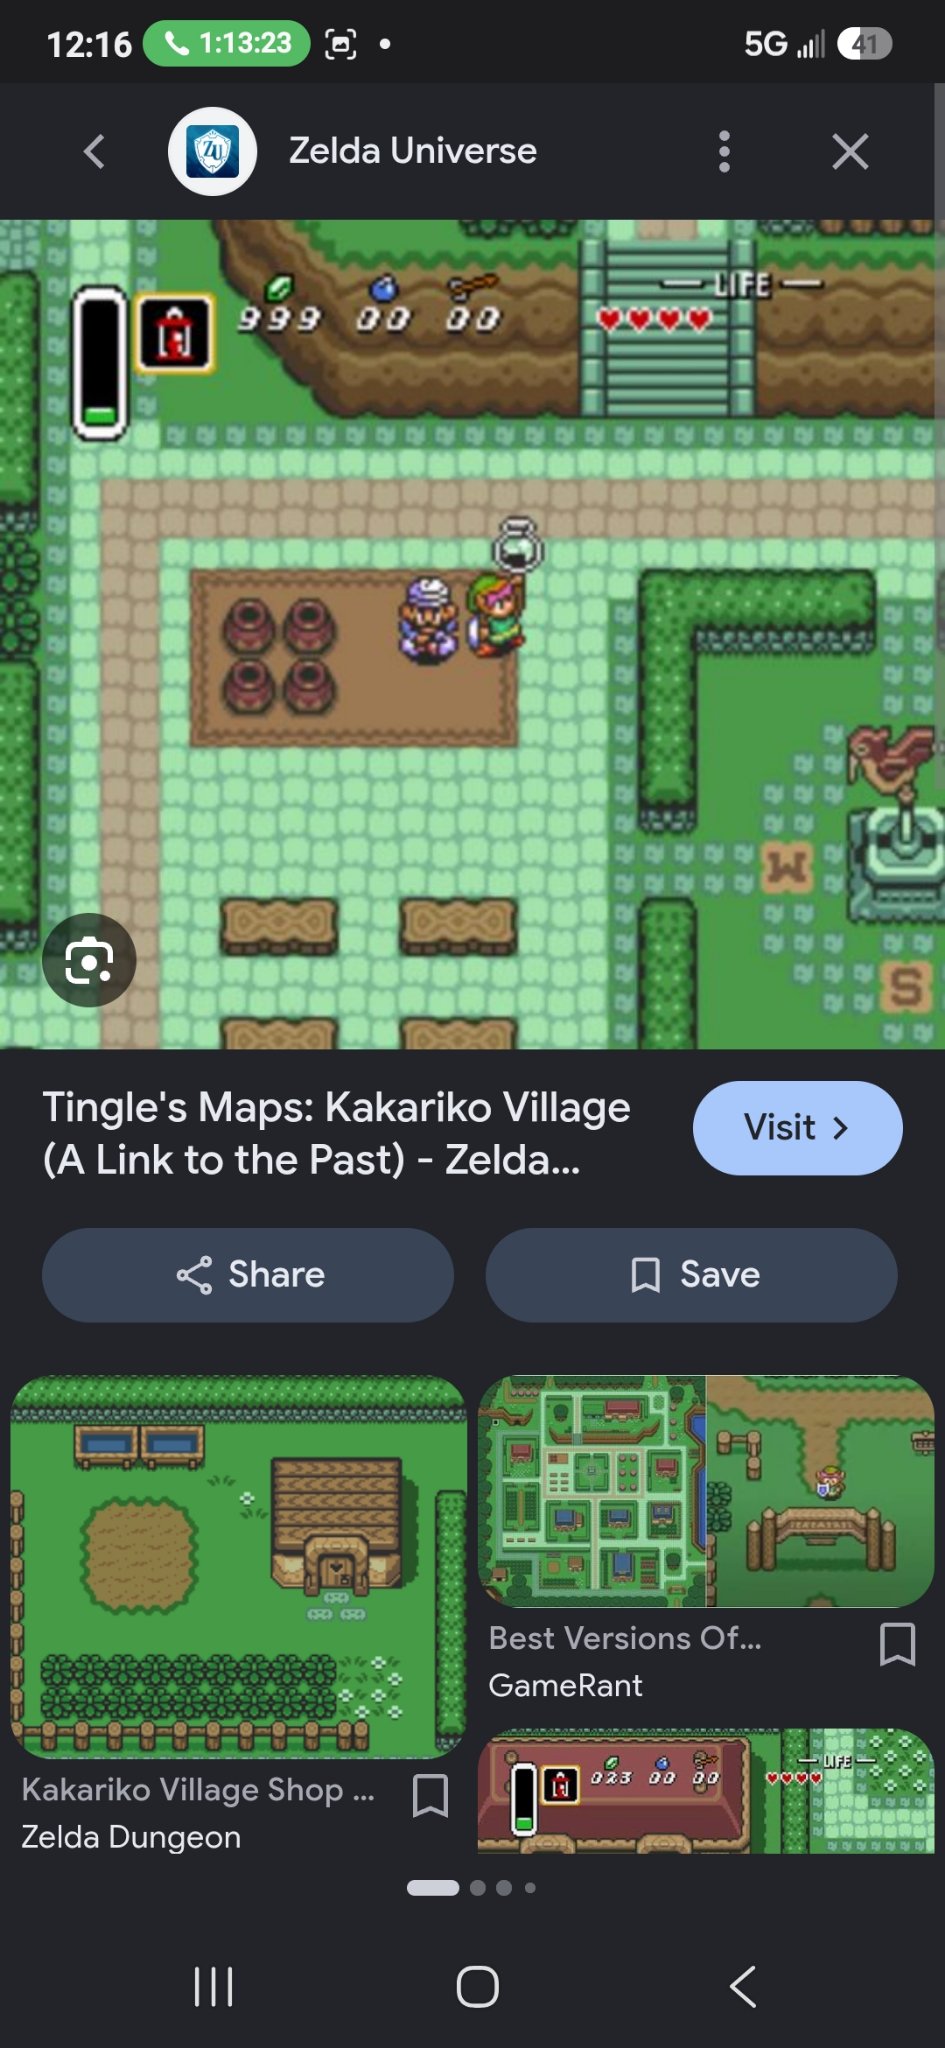 12:16
1:13:23
5G
41
ZU
Zelda Universe
999 00 00
LIFE
W
S
Tingle's Maps: Kakariko Village
(A Link to the Past) - Zelda...
Visit
Share
Save
Kakariko Village Shop ...
Zelda Dungeon
Best Versions Of...
GameRant
023 00 00
LIFE